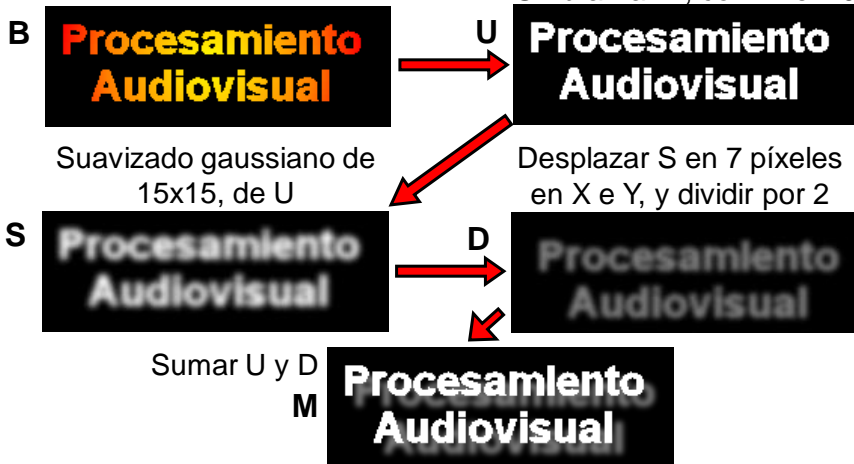 B
Procesamiento
Audiovisual
U
Procesamiento
Audiovisual
Suavizado gaussiano de
15x15, de U
Desplazar S en 7 píxeles
en X e Y, y dividir por 2
S
Procesamiento
Audiovisual
D
Procesamiento
Audiovisual
Sumar U y D
M
Procesamiento
Audiovisual